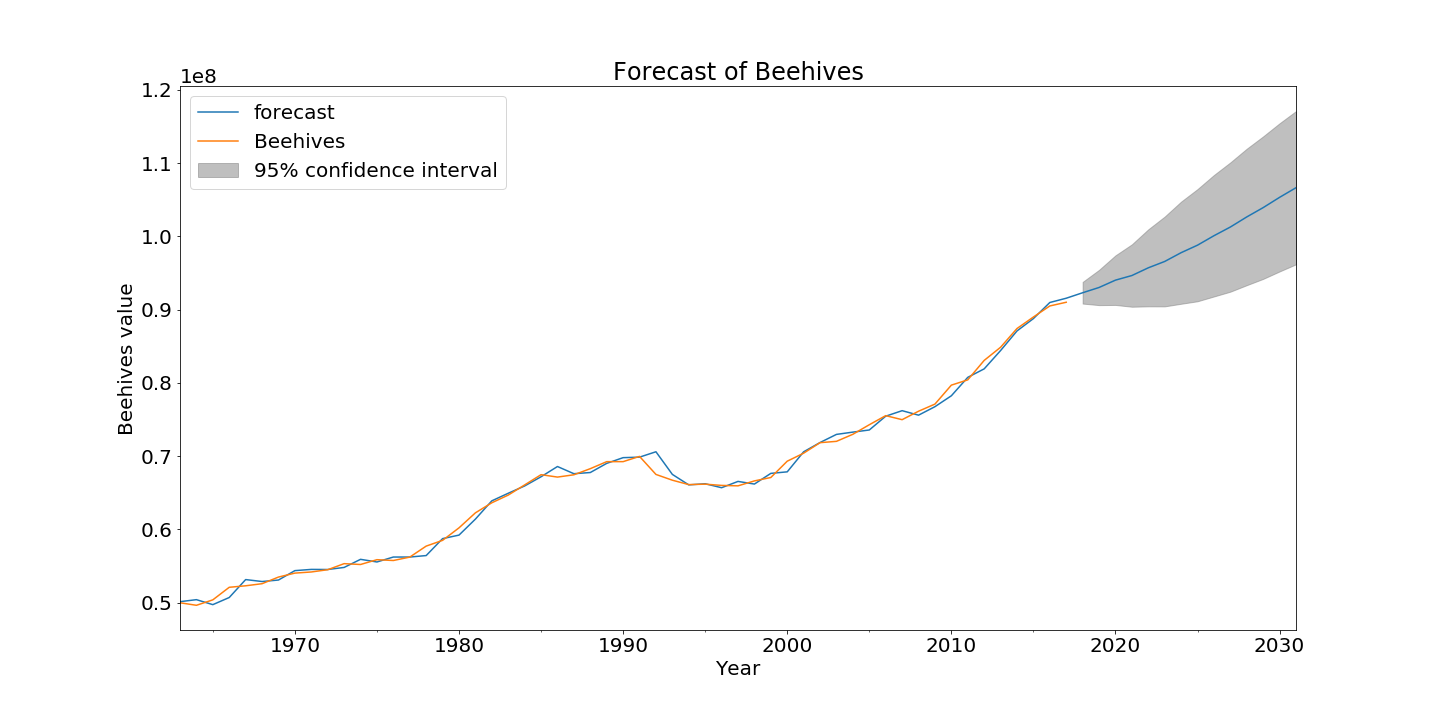 Forecast of Beehives
1e8
1.2
1.1
1.0
0.9
0.8
0.7
0.6
0.5
Beehives value
forecast
Beehives
95% confidence interval
1970 1980 1990 2000 2010 2020 2030
Year